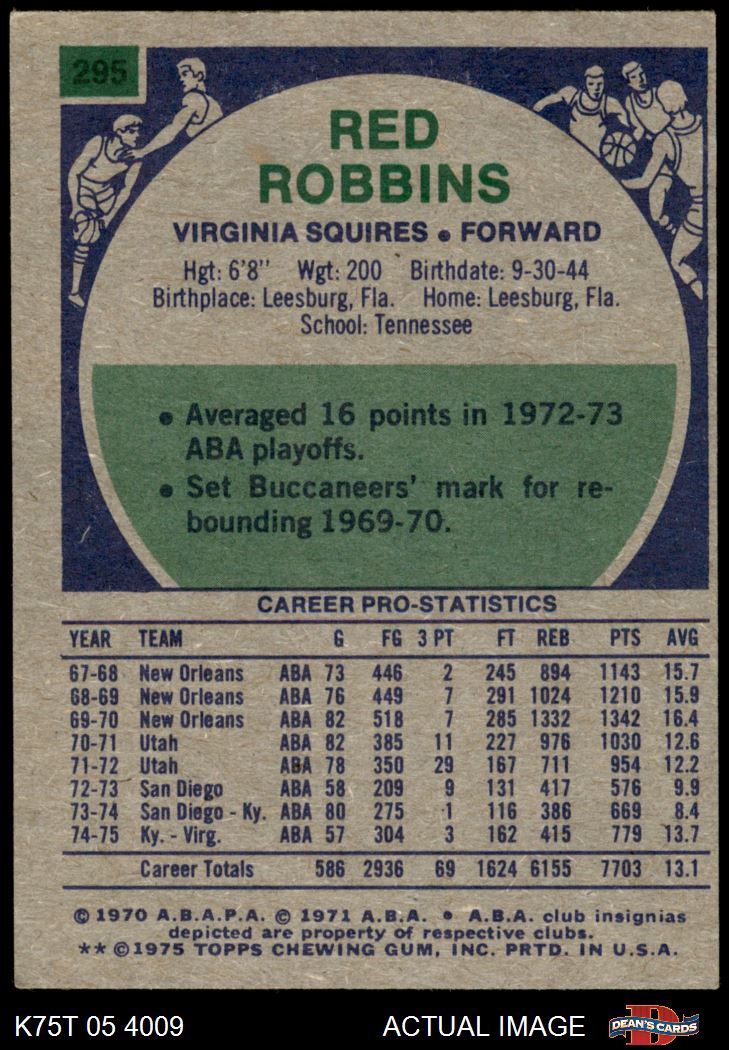 295
RED
ROBBINS
VIRGINIA SQUIRES • FORWARD
Hgt: 6'8" Wgt: 200 Birthdate: 9-30-44
Birthplace: Leesburg, Fla. Home: Leesburg, Fla.
School: Tennessee
• Averaged 16 points in 1972-73
ABA playoffs.
• Set Buccaneers' mark for re-
bounding 1969-70.
CAREER PRO-STATISTICS
YEAR TEAM G FG 3 PT FT REB PTS AVG
67-68 New Orleans ABA 73 446 2 245 894 1143 15.7
68-69 New Orleans ABA 76 449 7 291 1024 1210 15.9
69-70 New Orleans ABA 82 518 7 285 1332 1342 16.4
70-71 Utah ABA 82 385 11 227 976 1030 12.6
71-72 Utah ABA 78 350 29 167 711 954 12.2
72-73 San Diego ABA 58 209 9 131 417 576 9.9
73-74 San Diego - Ky. ABA 80 275 1 116 386 669 8.4
74-75 Ky. - Virg. ABA 57 304 3 162 415 779 13.7
Career Totals 586 2936 69 1624 6155 7703 13.1
© 1970 A.B.A.P.A. © 1971 A.B.A. • A.B.A. club insignias
depicted are property of respective clubs.
** © 1975 TOPPS CHEWING GUM, INC. PRTD. IN U.S.A.
K75T 05 4009 ACTUAL IMAGE DEAN'S CARDS